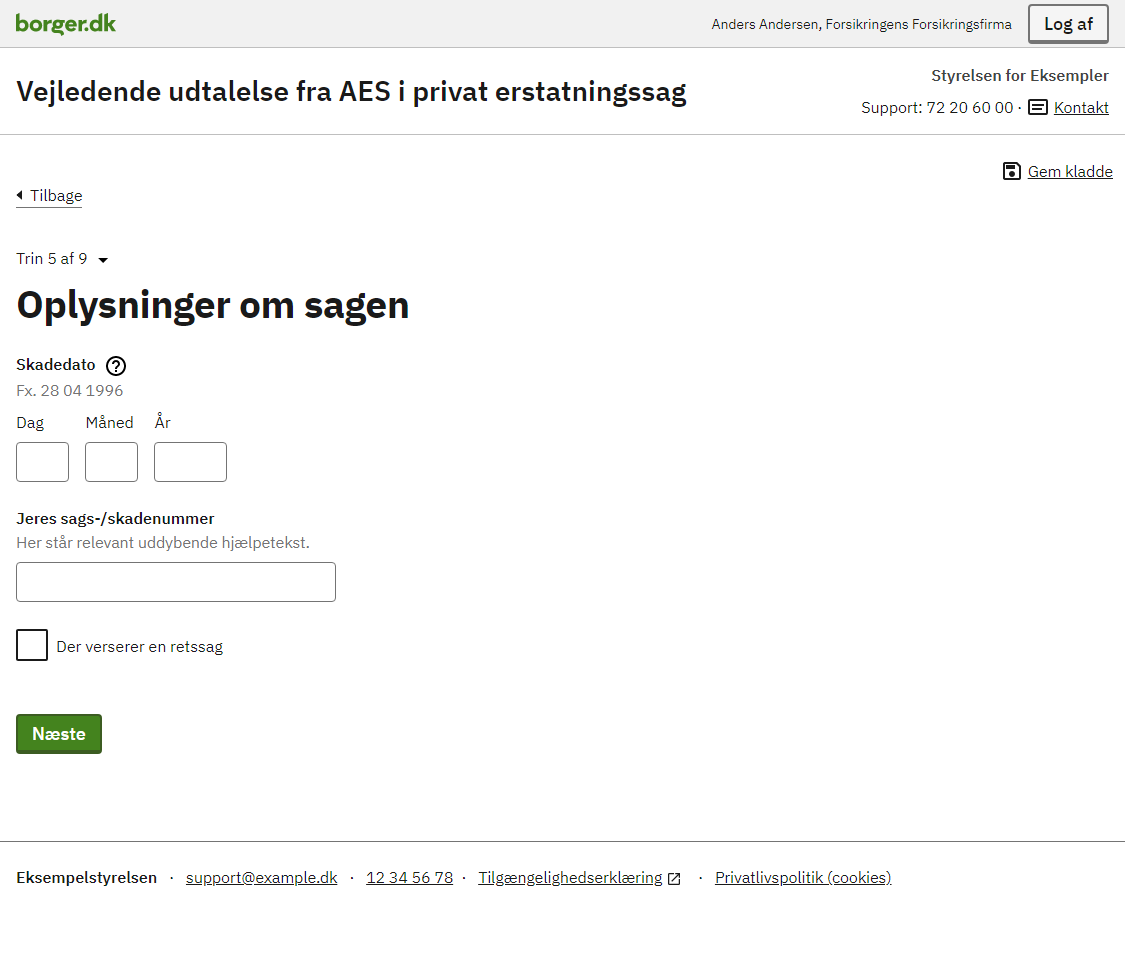 borger.dk
Anders Andersen, Forsikringens Forsikringsfirma
Log af
Vejledende udtalelse fra AES i privat erstatningssag
Styrelsen for Eksempler
Support: 72 20 60 00 · Kontakt
Gem kladde
Tilbage
Trin 5 af 9
Oplysninger om sagen
Skadedato ?
Fx. 28 04 1996
Dag Måned År
Jeres sags-/skadenummer
Her står relevant uddybende hjælpetekst.
Der verserer en retssag
Næste
Eksempelstyrelsen · support@example.dk · 12 34 56 78 · Tilgængelighedserklæring · Privatlivspolitik (cookies)